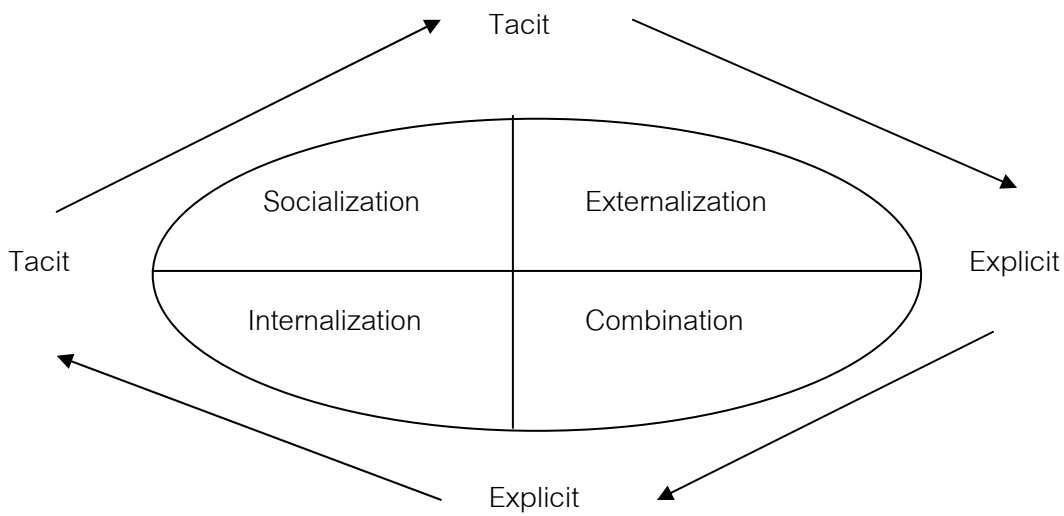 Tacit
Socialization Externalization
Tacit Explicit
Internalization Combination
Explicit